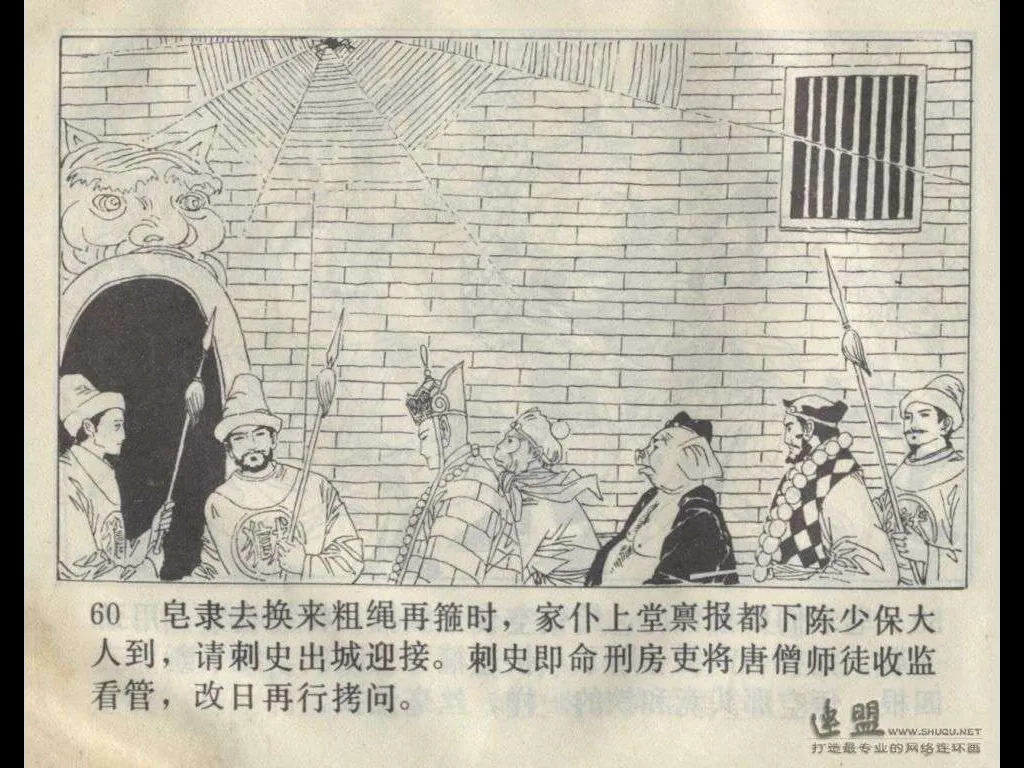 60 皂隶去换来粗绳再箍时，家仆上堂禀报都下陈少保大
人到，请刺史出城迎接。刺史即命刑房吏将唐僧师徒收监
看管，改日再行拷问。
连盟 WWW.SHUQU.NET
打造最专业的网络连环画